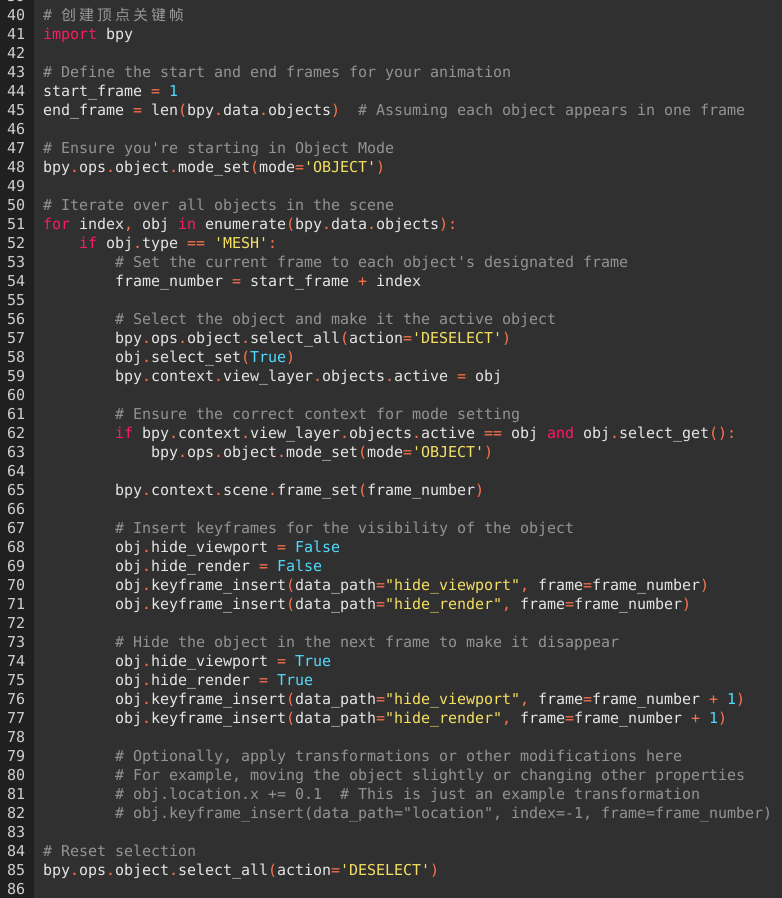 40 # 创建顶点关键帧
41 import bpy
42
43 # Define the start and end frames for your animation
44 start_frame = 1
45 end_frame = len(bpy.data.objects)  # Assuming each object appears in one frame
46
47 # Ensure you're starting in Object Mode
48 bpy.ops.object.mode_set(mode='OBJECT')
49
50 # Iterate over all objects in the scene
51 for index, obj in enumerate(bpy.data.objects):
52     if obj.type == 'MESH':
53         # Set the current frame to each object's designated frame
54         frame_number = start_frame + index
55
56         # Select the object and make it the active object
57         bpy.ops.object.select_all(action='DESELECT')
58         obj.select_set(True)
59         bpy.context.view_layer.objects.active = obj
60
61         # Ensure the correct context for mode setting
62         if bpy.context.view_layer.objects.active == obj and obj.select_get():
63             bpy.ops.object.mode_set(mode='OBJECT')
64
65         bpy.context.scene.frame_set(frame_number)
66
67         # Insert keyframes for the visibility of the object
68         obj.hide_viewport = False
69         obj.hide_render = False
70         obj.keyframe_insert(data_path="hide_viewport", frame=frame_number)
71         obj.keyframe_insert(data_path="hide_render", frame=frame_number)
72
73         # Hide the object in the next frame to make it disappear
74         obj.hide_viewport = True
75         obj.hide_render = True
76         obj.keyframe_insert(data_path="hide_viewport", frame=frame_number + 1)
77         obj.keyframe_insert(data_path="hide_render", frame=frame_number + 1)
78
79         # Optionally, apply transformations or other modifications here
80         # For example, moving the object slightly or changing other properties
81         # obj.location.x += 0.1  # This is just an example transformation
82         # obj.keyframe_insert(data_path="location", index=-1, frame=frame_number)
83
84 # Reset selection
85 bpy.ops.object.select_all(action='DESELECT')
86